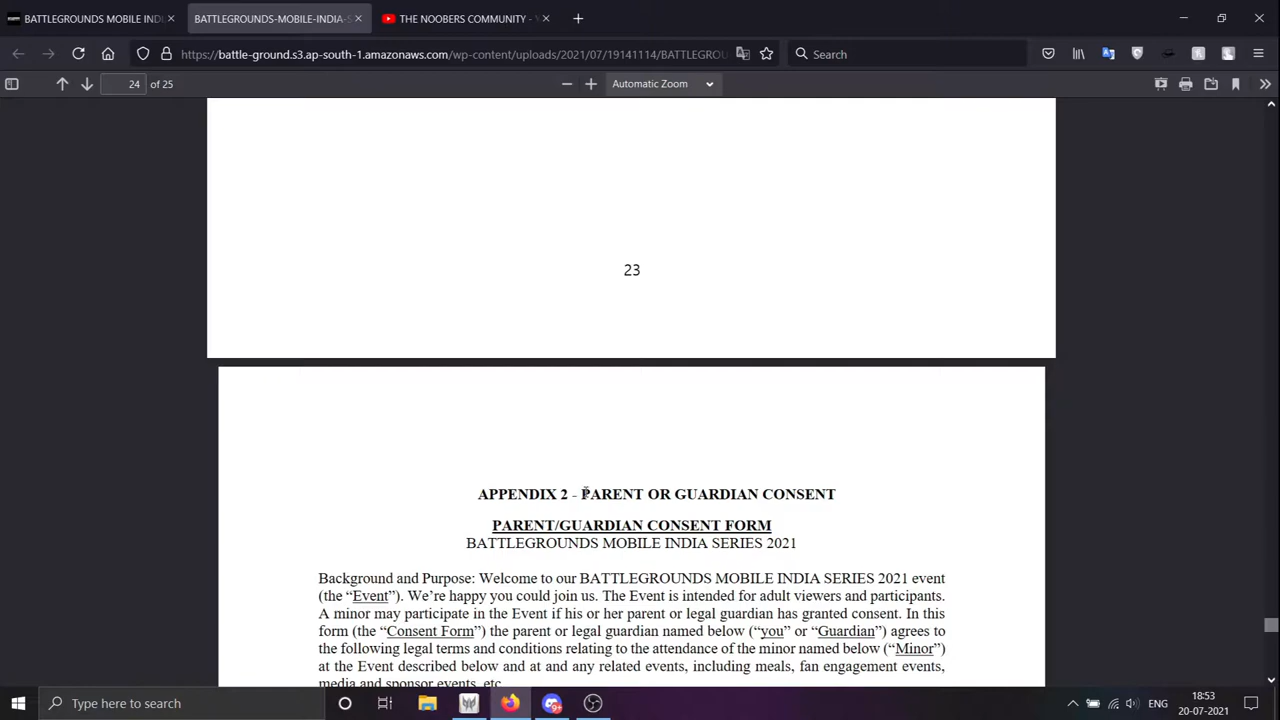 BATTLEGROUNDS MOBILE INDI
BATTLEGROUNDS-MOBILE-INDIA-S
THE NOOBERS COMMUNITY - Y
https://battle-ground.s3.ap-south-1.amazonaws.com/wp-content/uploads/2021/07/19141114/BATTLEGROU
Search
24 of 25
Automatic Zoom
23
APPENDIX 2 - PARENT OR GUARDIAN CONSENT
PARENT/GUARDIAN CONSENT FORM
BATTLEGROUNDS MOBILE INDIA SERIES 2021
Background and Purpose: Welcome to our BATTLEGROUNDS MOBILE INDIA SERIES 2021 event
(the “Event”). We’re happy you could join us. The Event is intended for adult viewers and participants.
A minor may participate in the Event if his or her parent or legal guardian has granted consent. In this
form (the “Consent Form”) the parent or legal guardian named below (“you” or “Guardian”) agrees to
the following legal terms and conditions relating to the attendance of the minor named below (“Minor”)
at the Event described below and at and any related events, including meals, fan engagement events,
media and sponsor events, etc.
Type here to search
9+
ENG
18:53
20-07-2021